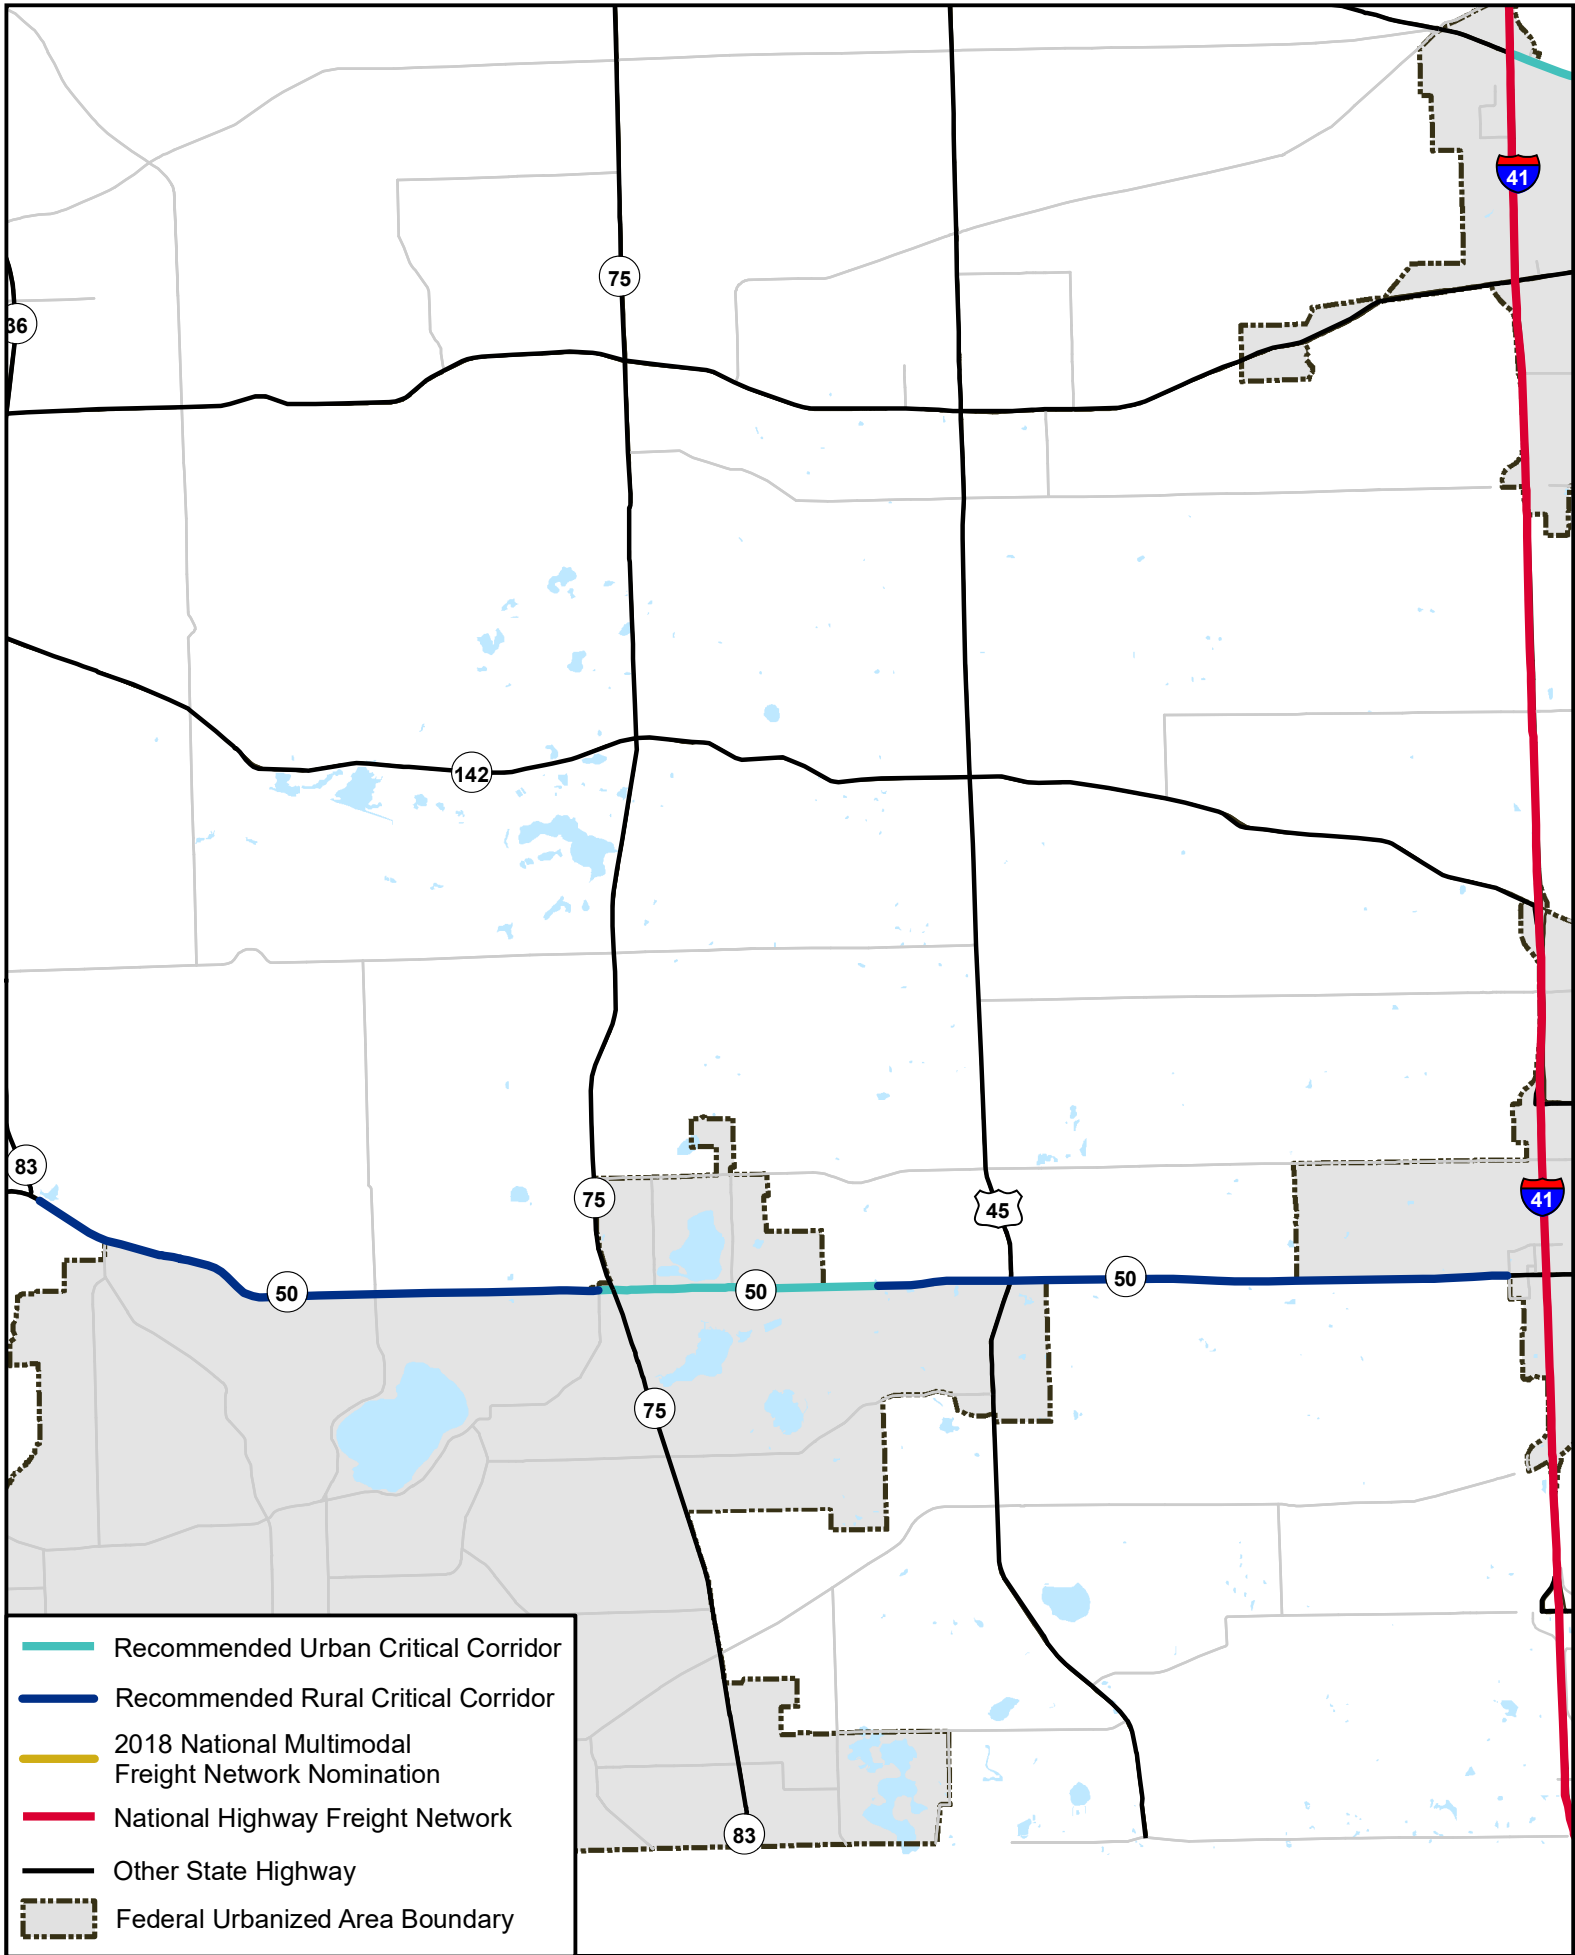 41
75
36
142
83
75
45
41
50
50
50
75
Recommended Urban Critical Corridor
Recommended Rural Critical Corridor
2018 National Multimodal
Freight Network Nomination
National Highway Freight Network
83
Other State Highway
Federal Urbanized Area Boundary